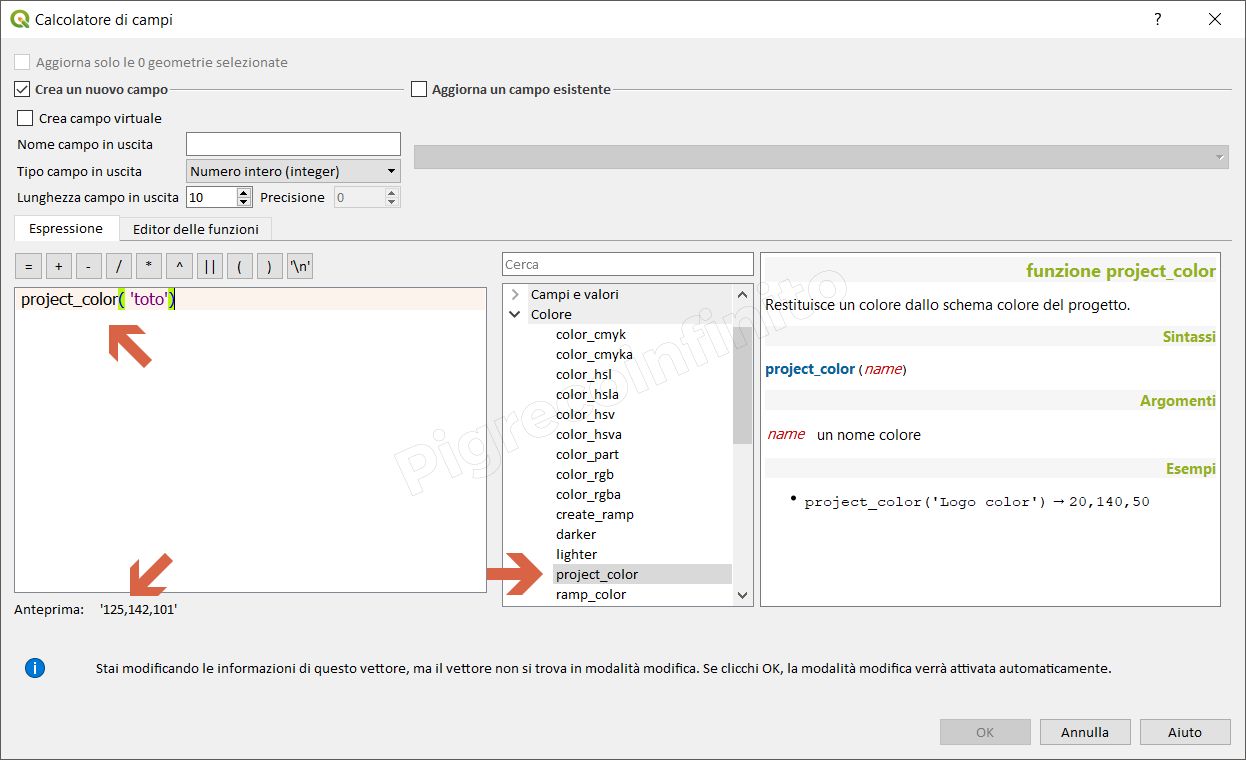 Calcolatore di campi
?
Aggiorna solo le 0 geometrie selezionate
Crea un nuovo campo
Aggiorna un campo esistente
Crea campo virtuale
Nome campo in uscita
Tipo campo in uscita Numero intero (integer)
Lunghezza campo in uscita 10 Precisione 0
Espressione Editor delle funzioni
= + - / * ^ || ( ) '\n'
project_color( 'toto')
Anteprima: '125,142,101'
Cerca
Campi e valori
Colore
color_cmyk
color_cmyka
color_hsl
color_hsla
color_hsv
color_hsva
color_part
color_rgb
color_rgba
create_ramp
darker
lighter
project_color
ramp_color
funzione project_color
Restituisce un colore dallo schema colore del progetto.
Sintassi
project_color (name)
Argomenti
name un nome colore
Esempi
• project_color('Logo color') → 20,140,50
Pigrecoinfinito
i
Stai modificando le informazioni di questo vettore, ma il vettore non si trova in modalità modifica. Se clicchi OK, la modalità modifica verrà attivata automaticamente.
OK Annulla Aiuto